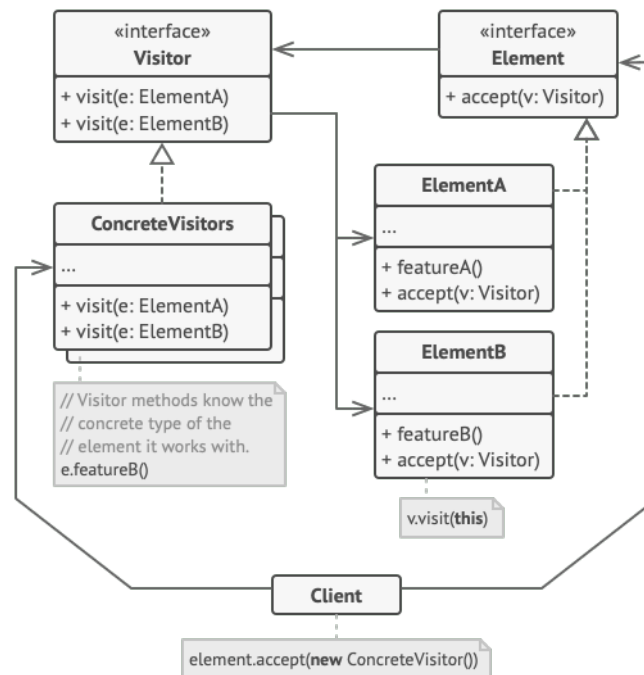 «interface»
Visitor
+ visit(e: ElementA)
+ visit(e: ElementB)
«interface»
Element
+ accept(v: Visitor)
ConcreteVisitors
...
+ visit(e: ElementA)
+ visit(e: ElementB)
// Visitor methods know the
// concrete type of the
// element it works with.
e.featureB()
ElementA
...
+ featureA()
+ accept(v: Visitor)
ElementB
...
+ featureB()
+ accept(v: Visitor)
v.visit(this)
Client
element.accept(new ConcreteVisitor())